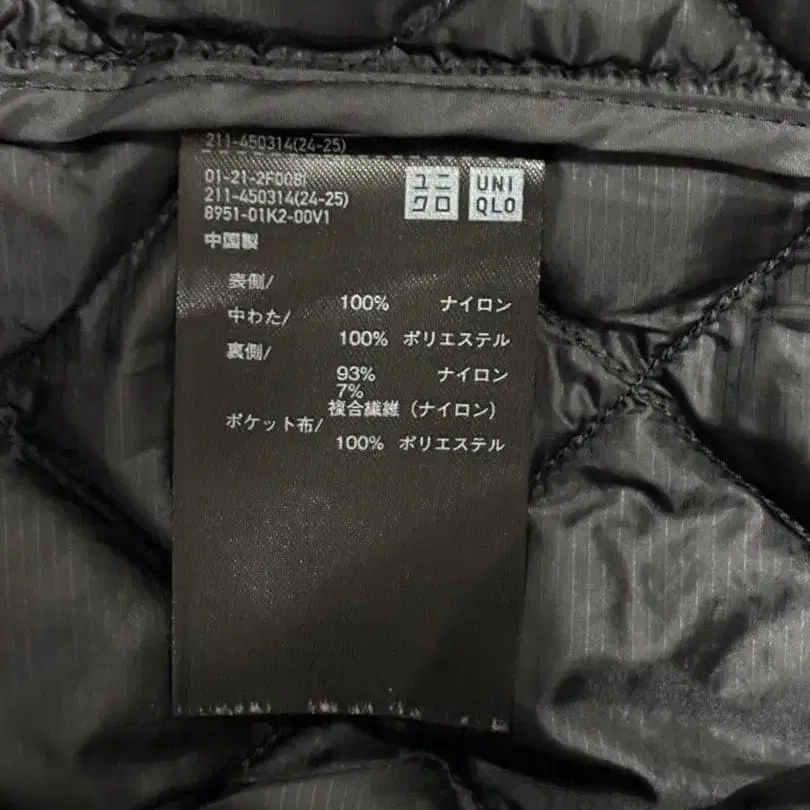 211-450314(24-25)
01-21-2F008
211-450314(24-25)
8951-01K2-00V1
中国製
ユニ
クロ
UNI
QLO
表側/
100% ナイロン
中わた/
100% ポリエステル
裏側/
93% ナイロン
7%
複合繊維 (ナイロン)
ポケット布/
100% ポリエステル